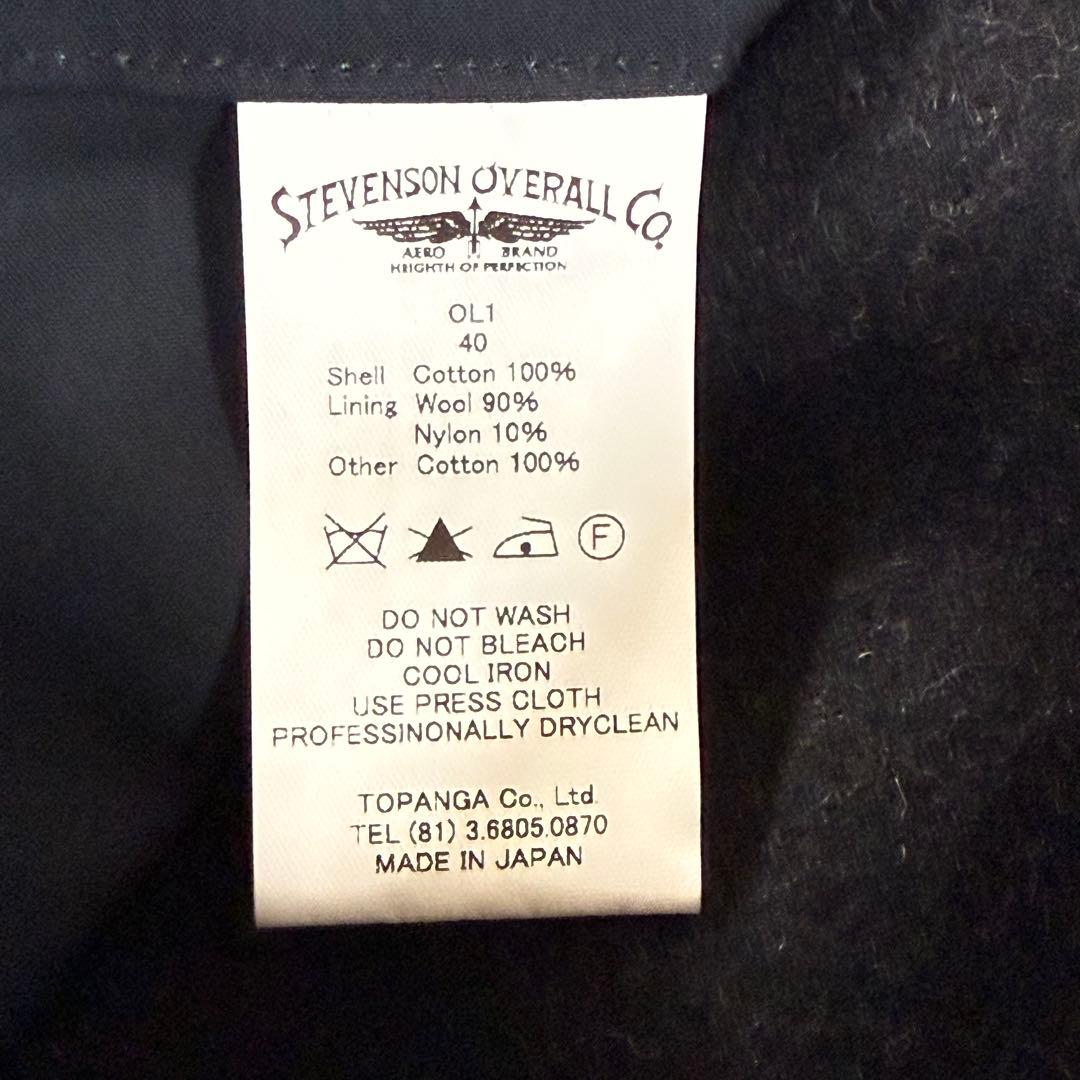 STEVENSON OVERALL CO.
AERO BRAND
HEIGHTH OF PERFECTION
OL1
40
Shell Cotton 100%
Lining Wool 90%
Nylon 10%
Other Cotton 100%
F
DO NOT WASH
DO NOT BLEACH
COOL IRON
USE PRESS CLOTH
PROFESSINONALLY DRYCLEAN
TOPANGA Co., Ltd.
TEL (81) 3.6805.0870
MADE IN JAPAN